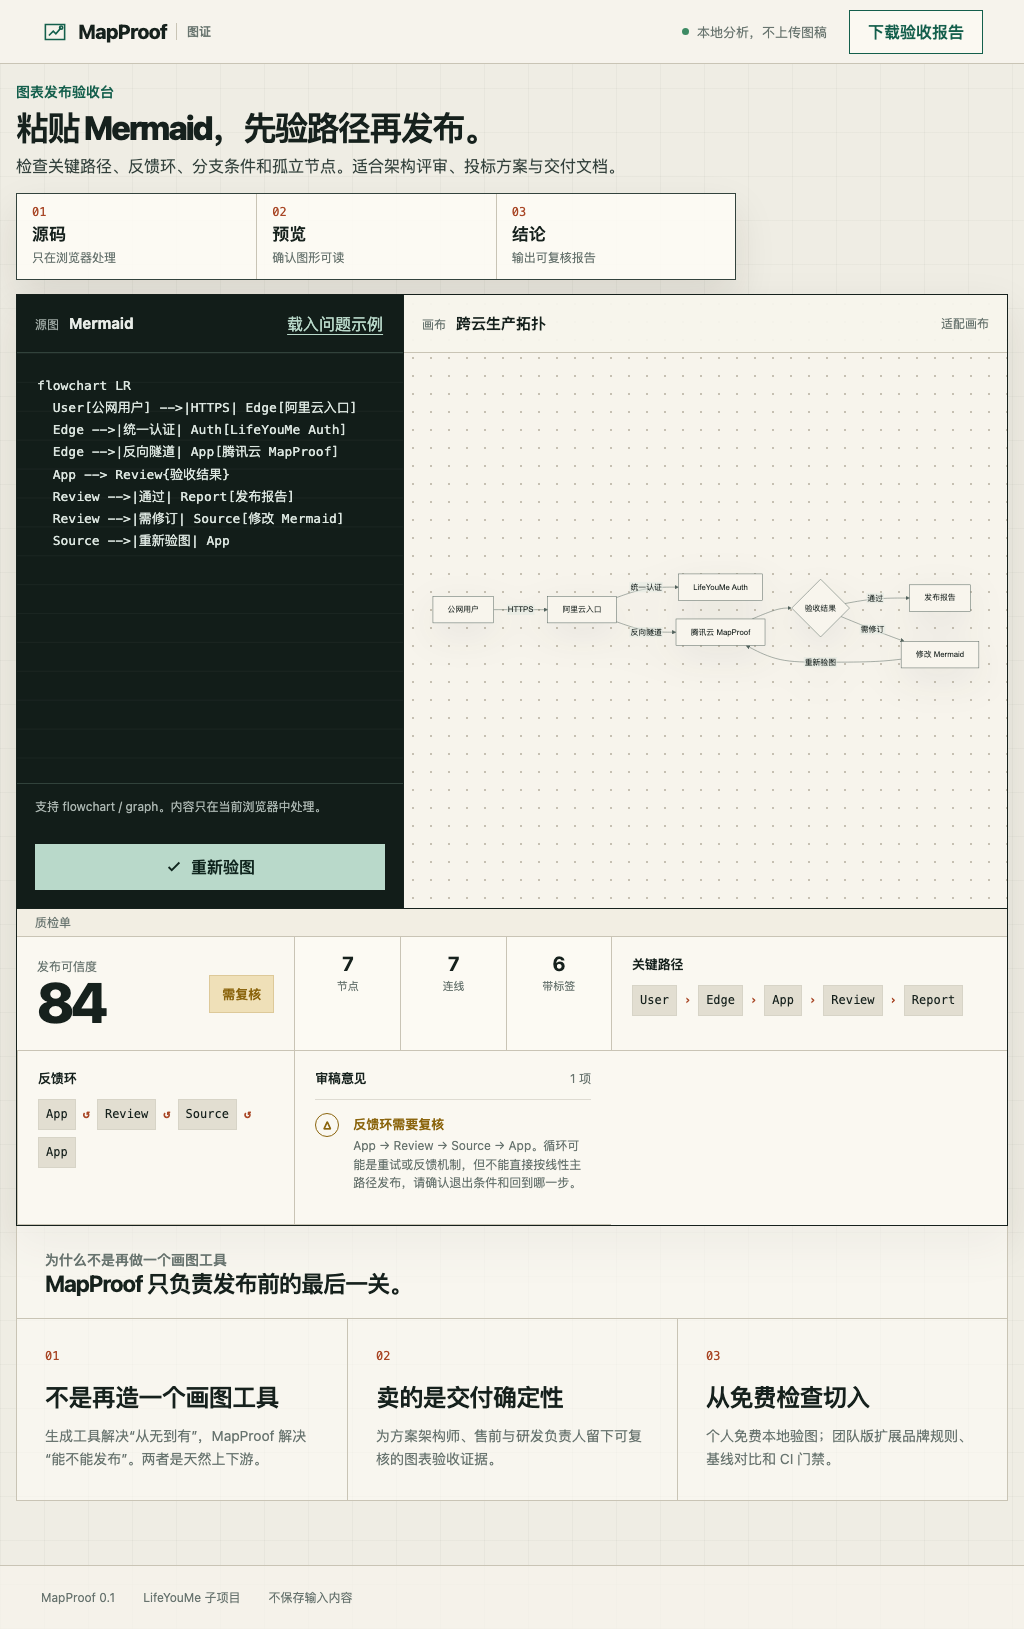 MapProof 图证
本地分析，不上传图稿
下载验收报告
图表发布验收台
粘贴 Mermaid，先验路径再发布。
检查关键路径、反馈环、分支条件和孤立节点。适合架构评审、投标方案与交付文档。
01
源码
只在浏览器处理
02
预览
确认图形可读
03
结论
输出可复核报告
源图 Mermaid
载入问题示例
flowchart LR
User[公网用户] -->|HTTPS| Edge[阿里云入口]
Edge -->|统一认证| Auth[LifeYouMe Auth]
Edge -->|反向隧道| App[腾讯云 MapProof]
App --> Review{验收结果}
Review -->|通过| Report[发布报告]
Review -->|需修订| Source[修改 Mermaid]
Source -->|重新验图| App
支持 flowchart / graph。内容只在当前浏览器中处理。
重新验图
画布 跨云生产拓扑
适配画布
公网用户
HTTPS
阿里云入口
统一认证
LifeYouMe Auth
反向隧道
腾讯云 MapProof
验收结果
通过
发布报告
需修订
修改 Mermaid
重新验图
质检单
发布可信度
84
需复核
7
节点
7
连线
6
带标签
关键路径
User › Edge › App › Review › Report
反馈环
App ↺ Review ↺ Source ↺
App
审稿意见
1 项
反馈环需要复核
App → Review → Source → App。循环可
能是重试或反馈机制，但不能直接按线性主
路径发布，请确认退出条件和回到哪一步。
为什么不是再做一个画图工具
MapProof 只负责发布前的最后一关。
01
不是再造一个画图工具
生成工具解决“从无到有”，MapProof 解决
“能不能发布”。两者是天然上下游。
02
卖的是交付确定性
为方案架构师、售前与研发负责人留下可复
核的图表验收证据。
03
从免费检查切入
个人免费本地验图；团队版扩展品牌规则、
基线对比和 CI 门禁。
MapProof 0.1
LifeYouMe 子项目
不保存输入内容